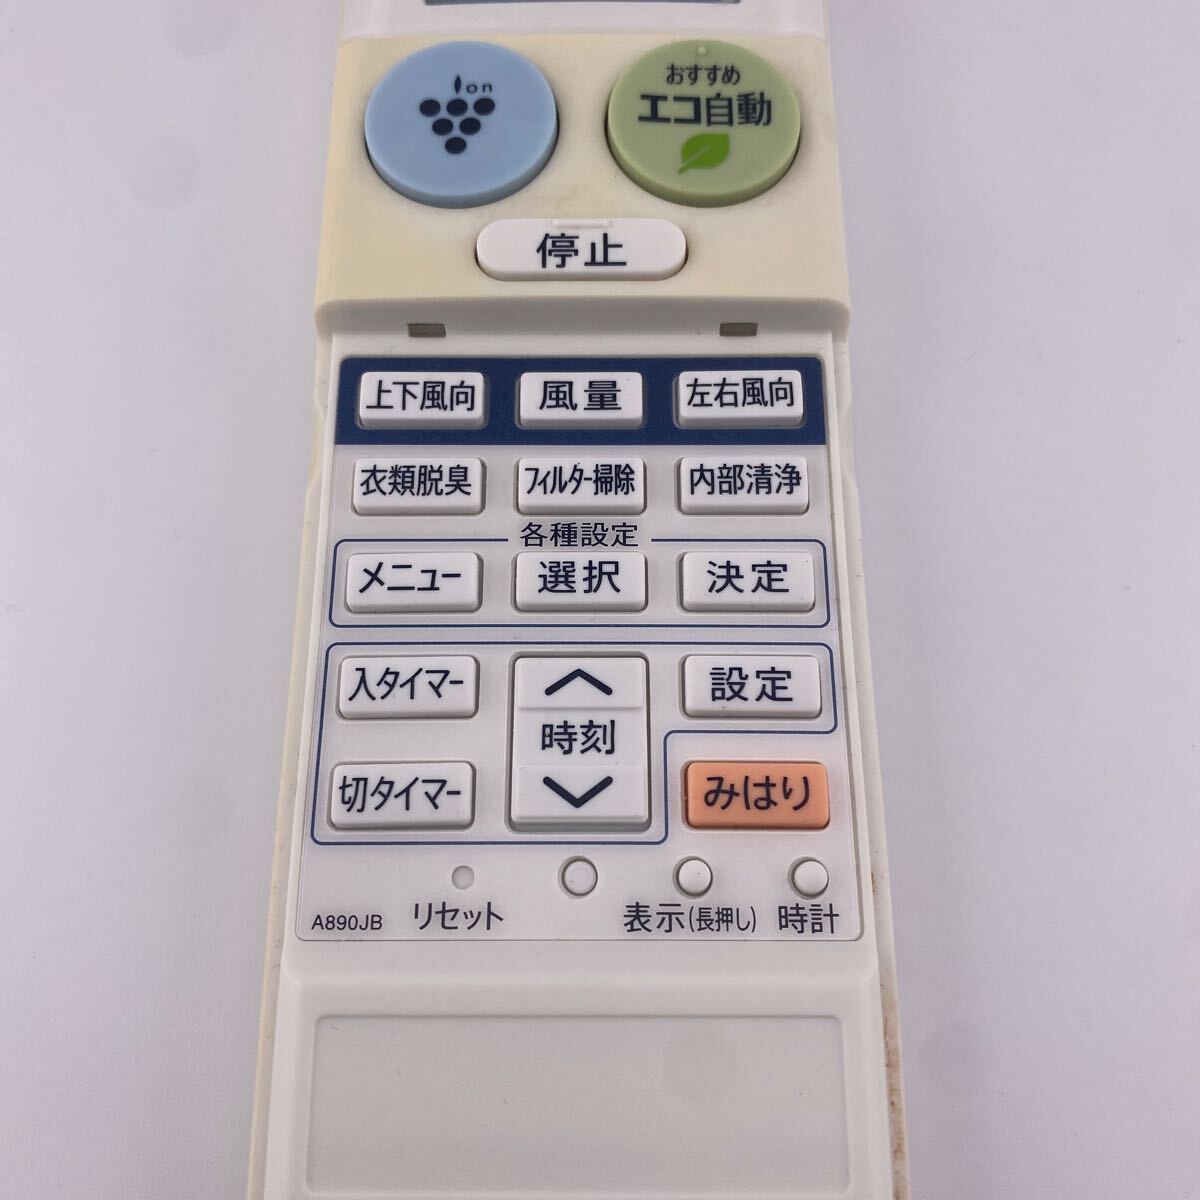 Ion
おすすめ
エコ自動
停止
上下風向
風量
左右風向
衣類脱臭
フィルター掃除
内部清浄
各種設定
メニュー
選択
決定
入タイマー
時刻
設定
切タイマー
みはり
リセット
表示(長押し)
時計
A890JB